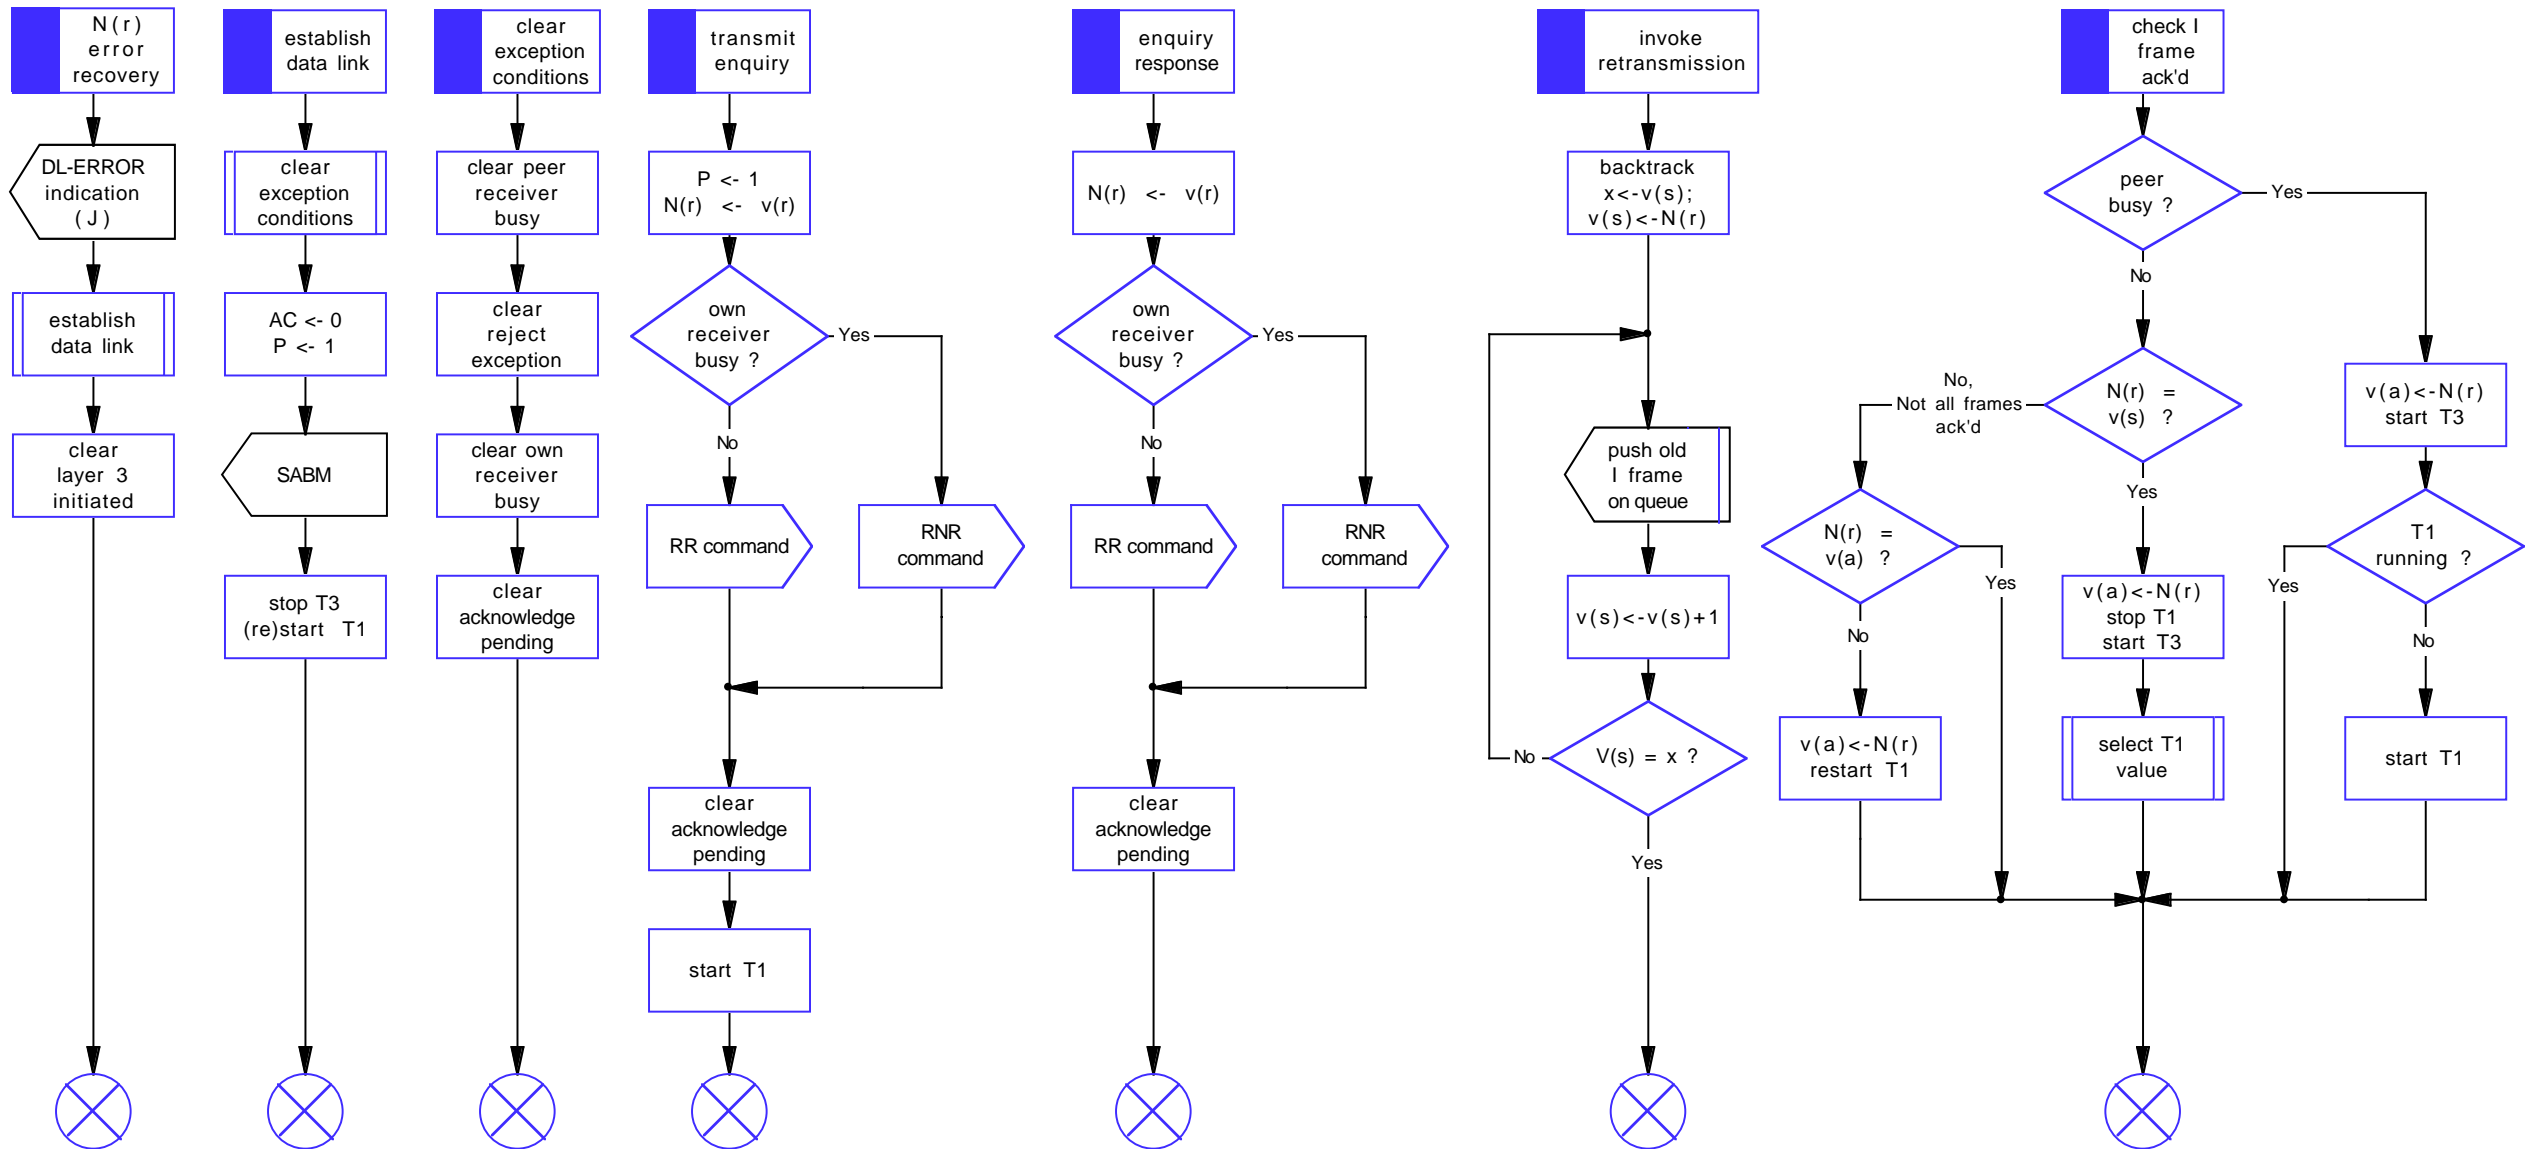 N(r)
error
recovery
DL-ERROR
indication
(J)
establish
data link
clear
layer 3
initiated
establish
data link
clear
exception
conditions
AC <- 0
P <- 1
SABM
stop T3
(re)start T1
clear
exception
conditions
clear peer
receiver
busy
clear
reject
exception
clear own
receiver
busy
clear
acknowledge
pending
transmit
enquiry
P <- 1
N(r) <- v(r)
own
receiver
busy ?
Yes
No
RR command
RNR
command
clear
acknowledge
pending
start T1
enquiry
response
N(r) <- v(r)
own
receiver
busy ?
Yes
No
RR command
RNR
command
clear
acknowledge
pending
invoke
retransmission
backtrack
x<-v(s);
v(s)<-N(r)
push old
I frame
on queue
v(s)<-v(s)+1
V(s) = x ?
No
Yes
check I
frame
ack'd
peer
busy ?
Yes
No
N(r) =
v(s) ?
No,
Not all frames
ack'd
Yes
N(r) =
v(a) ?
Yes
No
v(a)<-N(r)
restart T1
v(a)<-N(r)
stop T1
start T3
select T1
value
v(a)<-N(r)
start T3
T1
running ?
Yes
No
start T1